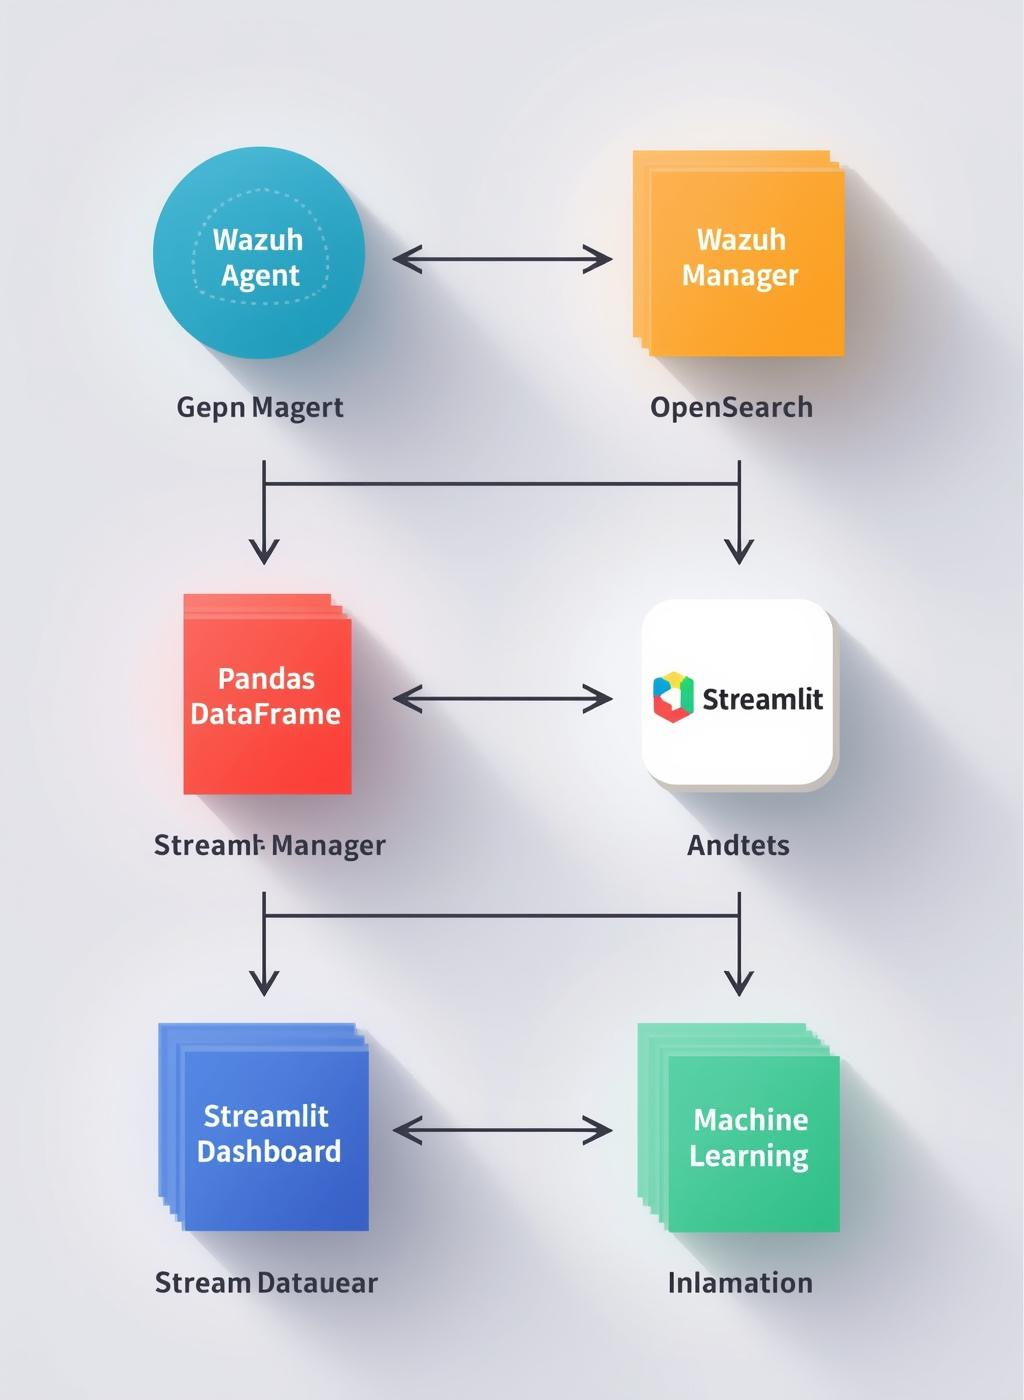 Wazuh
Agent
Wazuh
Manager
Gepn Magert
OpenSearch
Pandas
DataFrame
Streamlit
Manager
Andtets
Streamlit
Dashboard
Machine
Learning
Stream Datauear
Inlamation